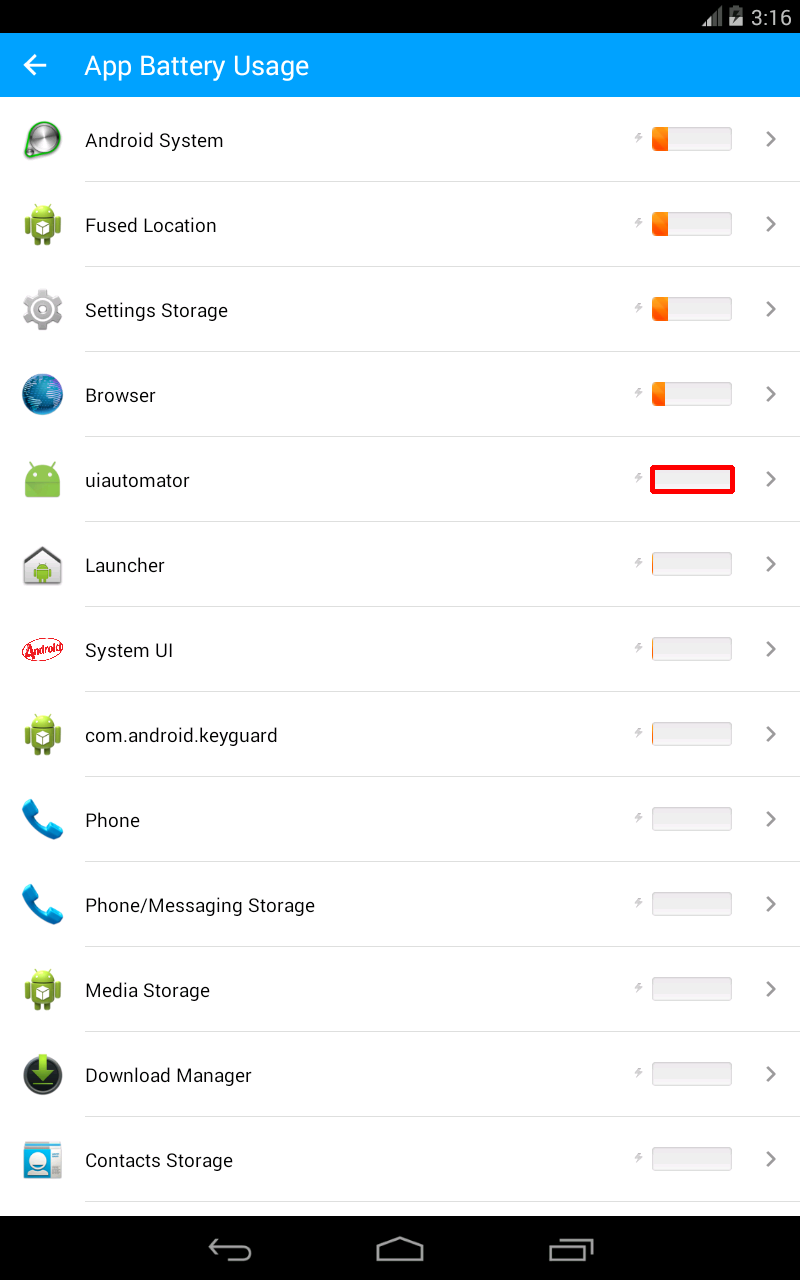 3:16
App Battery Usage
Android System
Fused Location
Settings Storage
Browser
uiautomator
Launcher
Android
System UI
com.android.keyguard
Phone
Phone/Messaging Storage
Media Storage
Download Manager
Contacts Storage